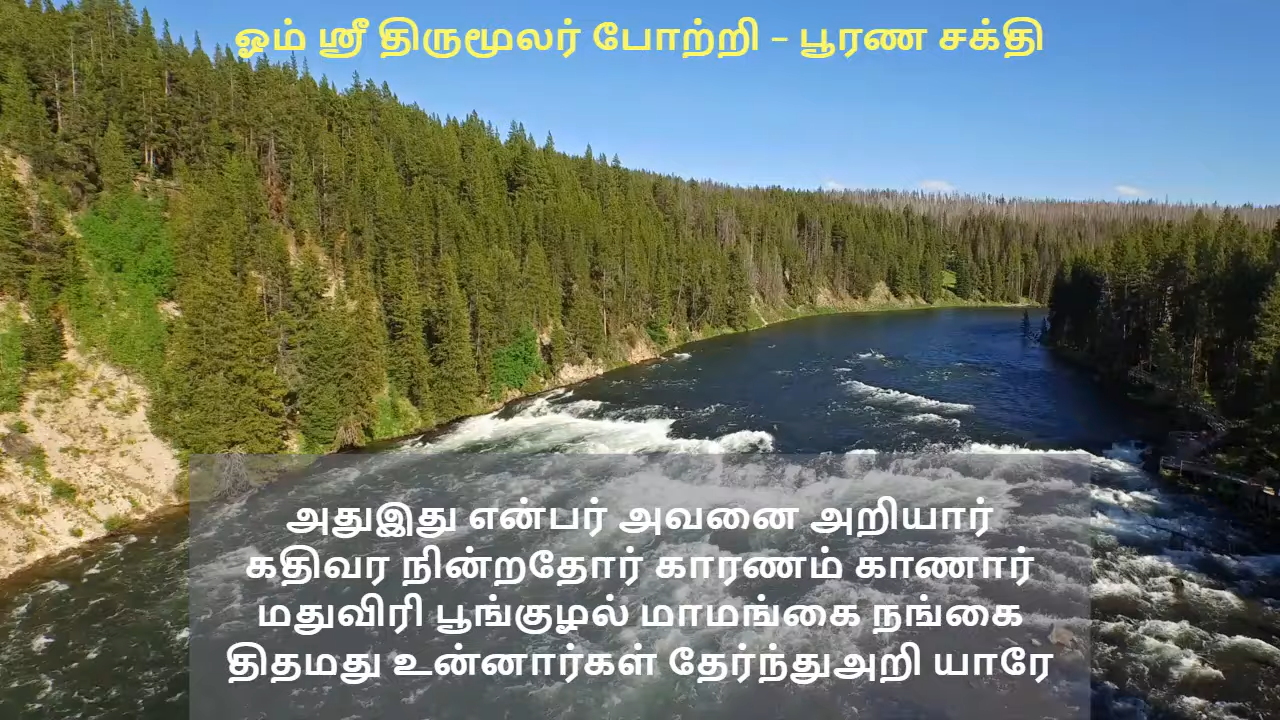 ஓம் ஸ்ரீ திருமூலர் போற்றி - பூரண சக்தி
அதுஇது என்பர் அவனை அறியார்
கதிவர நின்றதோர் காரணம் காணார்
மதுவிரி பூங்குழல் மாமங்கை நங்கை
திதமது உன்னார்கள் தேர்ந்துஅறி யாரே